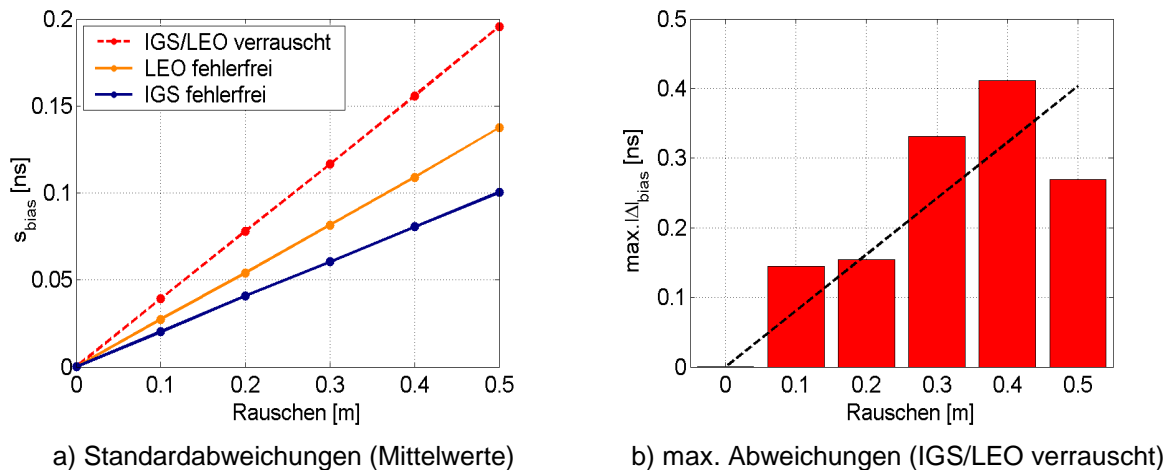 0.2
0.15
0.1
0.05
0
s_bias [ns]
IGS/LEO verrauscht
LEO fehlerfrei
IGS fehlerfrei
0 0.1 0.2 0.3 0.4 0.5
Rauschen [m]
a) Standardabweichungen (Mittelwerte)
0.5
0.4
0.3
0.2
0.1
0
max.|Δ|_bias [ns]
0 0.1 0.2 0.3 0.4 0.5
Rauschen [m]
b) max. Abweichungen (IGS/LEO verrauscht)